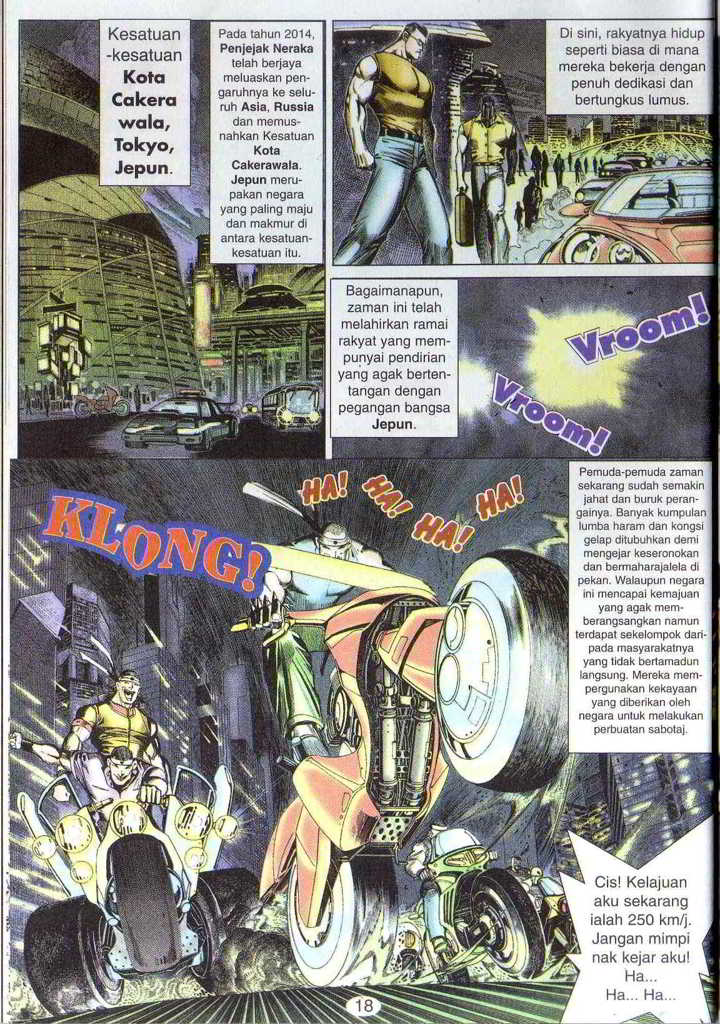 Kesatuan
-kesatuan
Kota
Cakera
wala,
Tokyo,
Jepun.
Pada tahun 2014,
Penjejak Neraka
telah berjaya
meluaskan pen-
garuhnya ke selu-
ruh Asia, Russia
dan memus-
nahkan Kesatuan
Kota
Cakerawala.
Jepun meru-
pakan negara
yang paling maju
dan makmur di
antara kesatuan-
kesatuan itu.
Di sini, rakyatnya hidup
seperti biasa di mana
mereka bekerja dengan
penuh dedikasi dan
bertungkus lumus.
Bagaimanapun,
zaman ini telah
melahirkan ramai
rakyat yang mem-
punyai pendirian
yang agak berten-
tangan dengan
pegangan bangsa
Jepun.
Vroom!
Vroom!
KLONG!
HA!
HA!
HA!
HA!
Pemuda-pemuda zaman
sekarang sudah semakin
jahat dan buruk peran-
gainya. Banyak kumpulan
lumba haram dan kongsi
gelap ditubuhkan demi
mengejar keseronokan
dan bermaharajalela di
pekan. Walaupun negara
ini mencapai kemajuan
yang agak mem-
berangsangkan namun
terdapat sekelompok dari-
pada masyarakatnya
yang tidak bertamadun
langsung. Mereka mem-
pergunakan kekayaan
yang diberikan oleh
negara untuk melakukan
perbuatan sabotaj.
Cis! Kelajuan
aku sekarang
ialah 250 km/j.
Jangan mimpi
nak kejar aku!
Ha...
Ha... Ha...
18